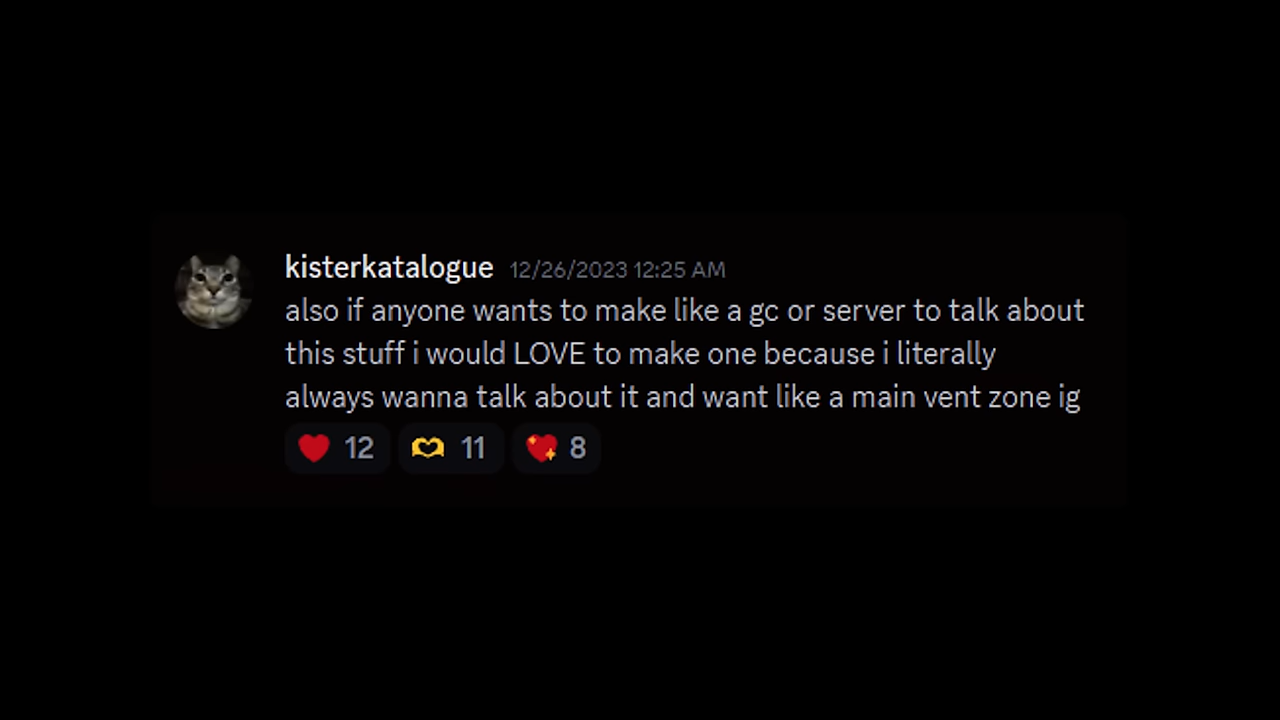 kisterkatalogue 12/26/2023 12:25 AM
also if anyone wants to make like a gc or server to talk about
this stuff i would LOVE to make one because i literally
always wanna talk about it and want like a main vent zone ig
❤️ 12 🫶 11 💖 8